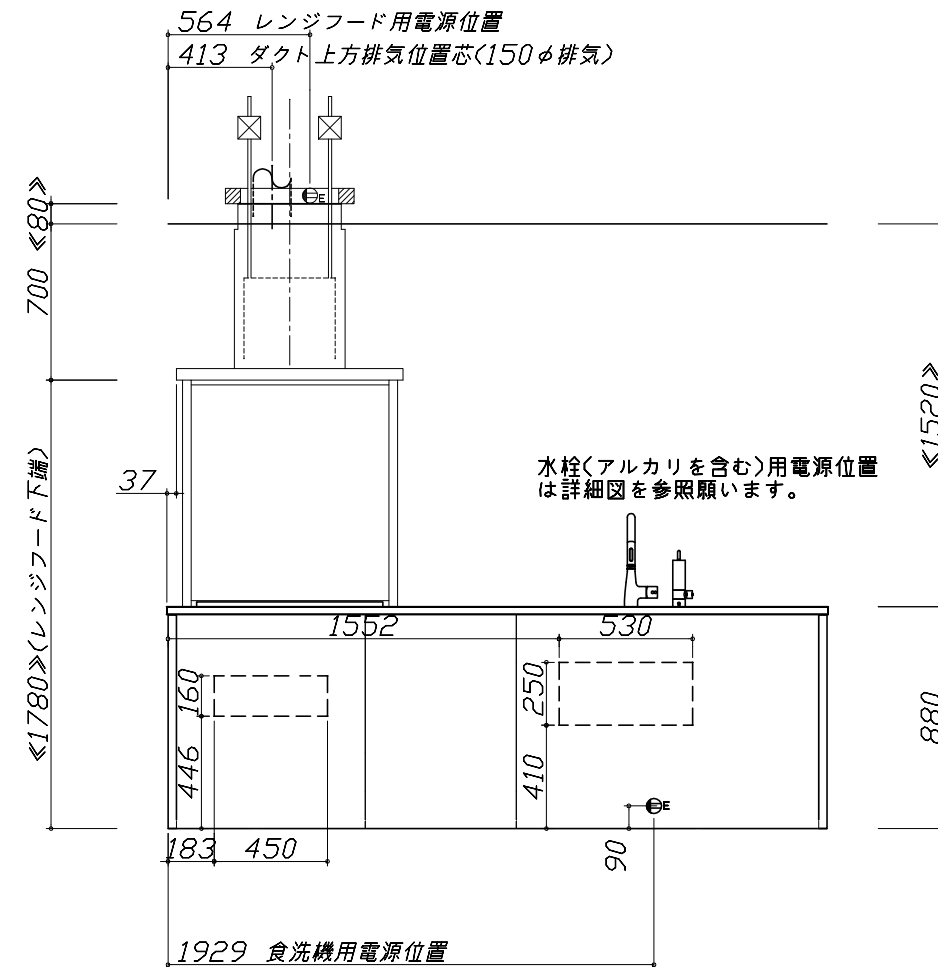 564 レンジフード用電源位置
413 ダクト上方排気位置芯(150φ排気)
≪80≫
700
E
≪1520≫
水栓(アルカリを含む)用電源位置
は詳細図を参照願います。
37
≪1780≫(レンジフード下端)
1552
530
160
250
446
410
880
E
183
450
90
1929 食洗機用電源位置